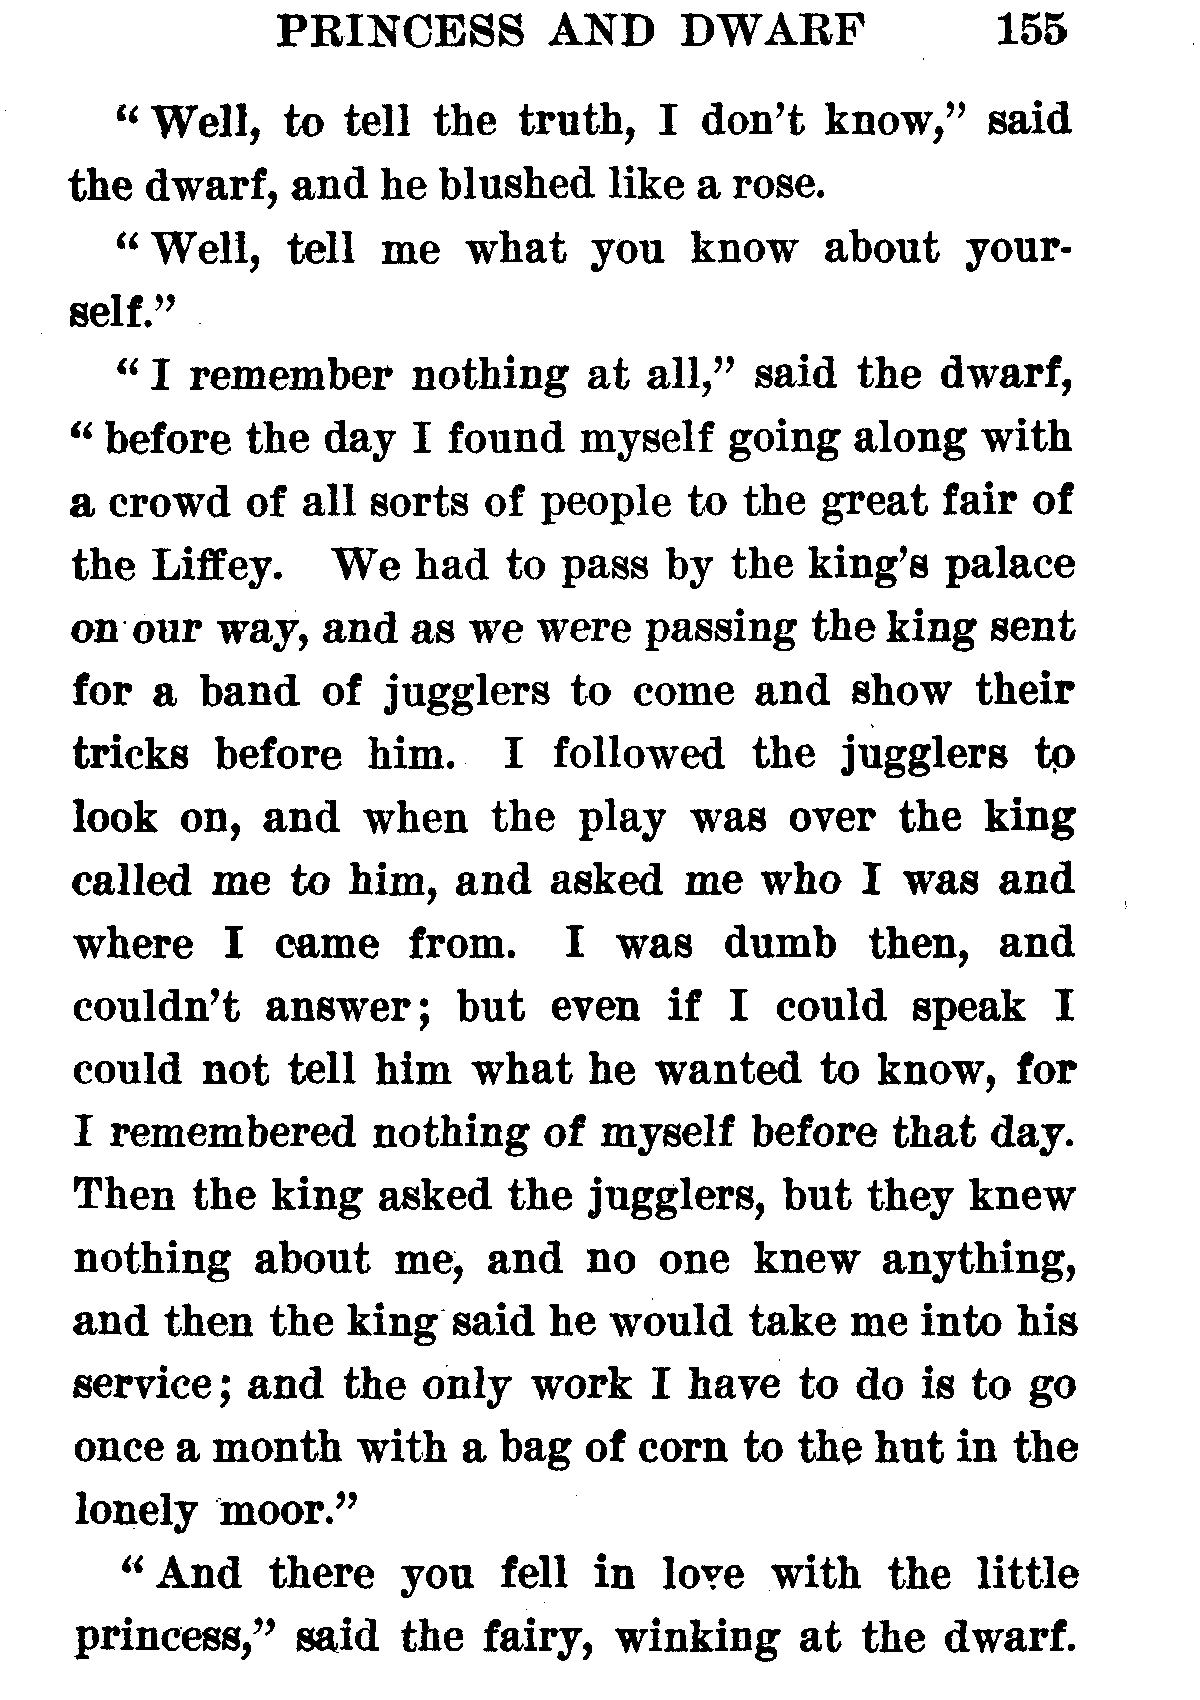 PRINCESS AND DWARF 155
“ Well, to tell the truth, I don’t know,” said
the dwarf, and he blushed like a rose.
“ Well, tell me what you know about your-
self.”
“ I remember nothing at all,” said the dwarf,
“ before the day I found myself going along with
a crowd of all sorts of people to the great fair of
the Liffey. We had to pass by the king’s palace
on our way, and as we were passing the king sent
for a band of jugglers to come and show their
tricks before him. I followed the jugglers to
look on, and when the play was over the king
called me to him, and asked me who I was and
where I came from. I was dumb then, and
couldn’t answer; but even if I could speak I
could not tell him what he wanted to know, for
I remembered nothing of myself before that day.
Then the king asked the jugglers, but they knew
nothing about me, and no one knew anything,
and then the king said he would take me into his
service; and the only work I have to do is to go
once a month with a bag of corn to the hut in the
lonely moor.”
“ And there you fell in love with the little
princess,” said the fairy, winking at the dwarf.